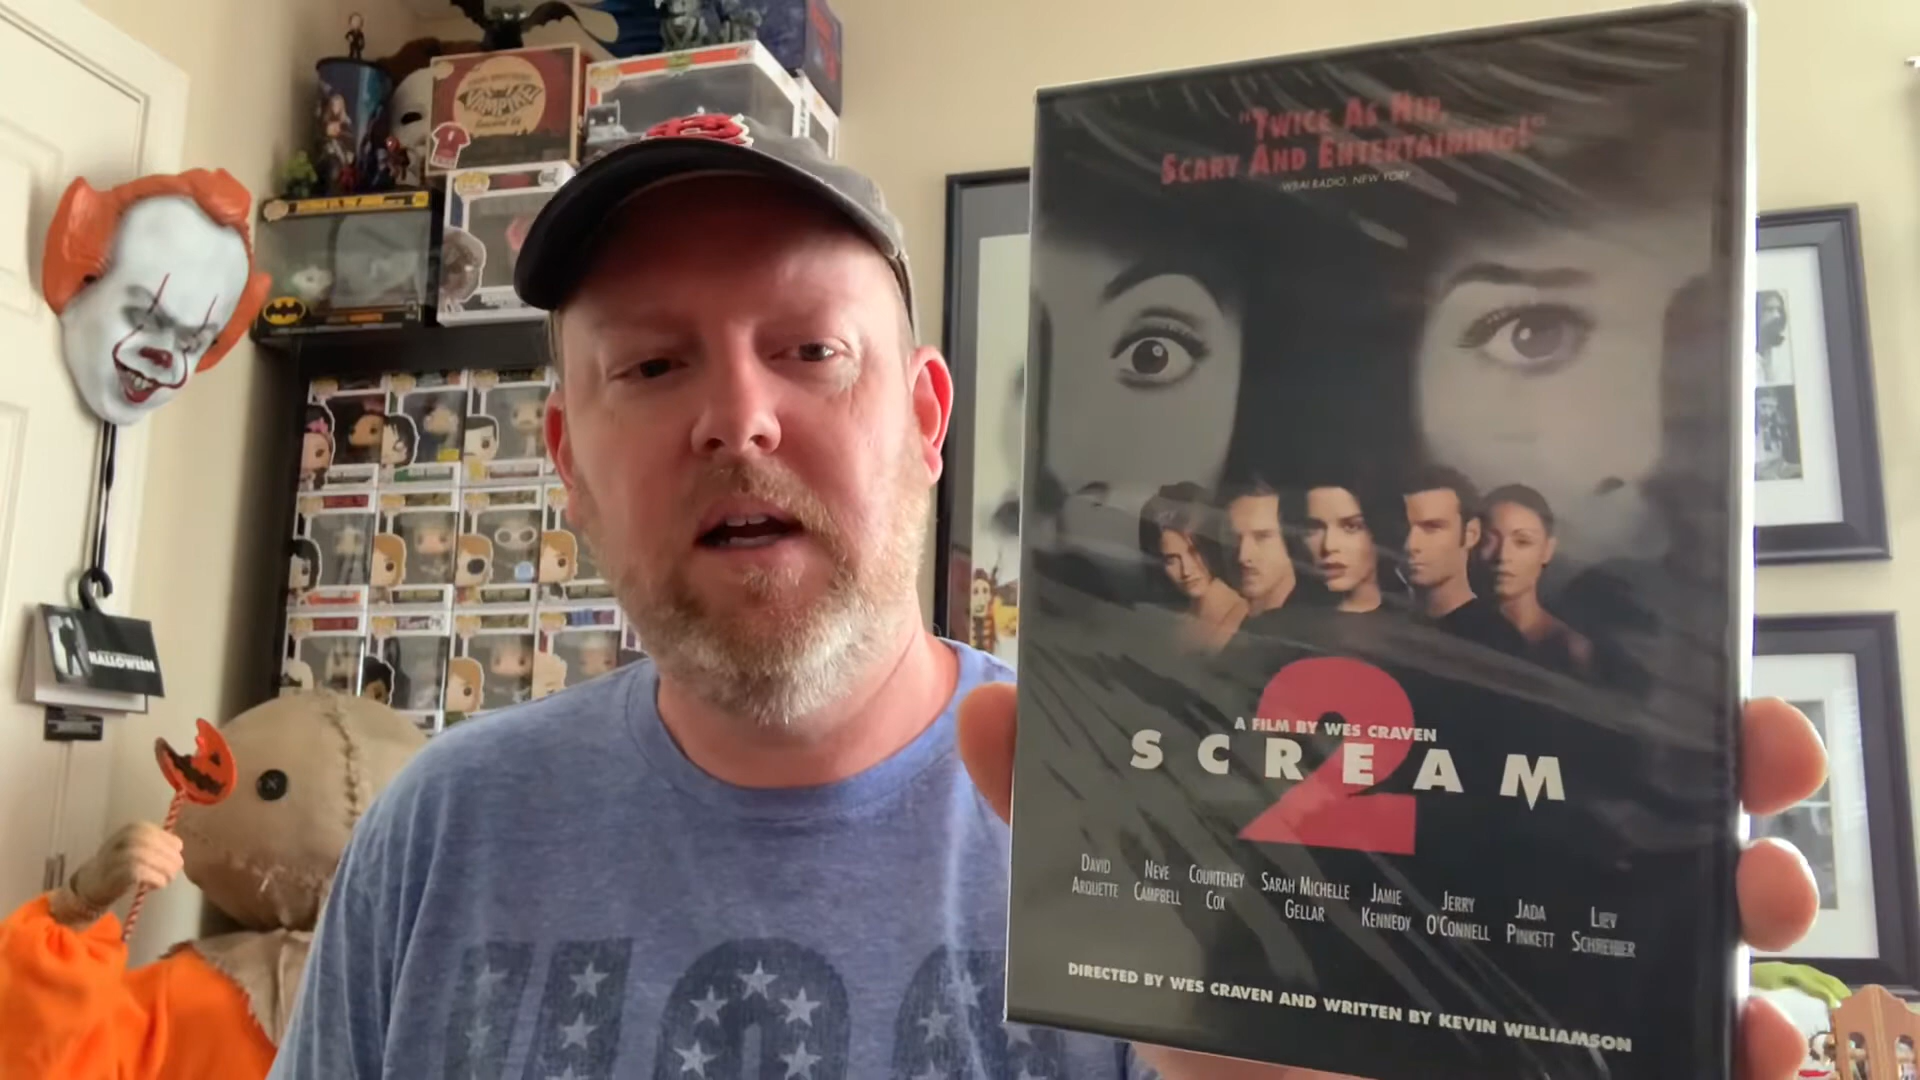 "TWICE AS HIP,
SCARY AND ENTERTAINING!"
WBAI RADIO, NEW YORK
A FILM BY WES CRAVEN
SCREAM
2
DAVID ARQUETTE
NEVE CAMPBELL
COURTENEY COX
SARAH MICHELLE GELLAR
JAMIE KENNEDY
JERRY O'CONNELL
JADA PINKETT
LIEV SCHREIBER
DIRECTED BY WES CRAVEN AND WRITTEN BY KEVIN WILLIAMSON
HALLOWEEN
VAMPIRE